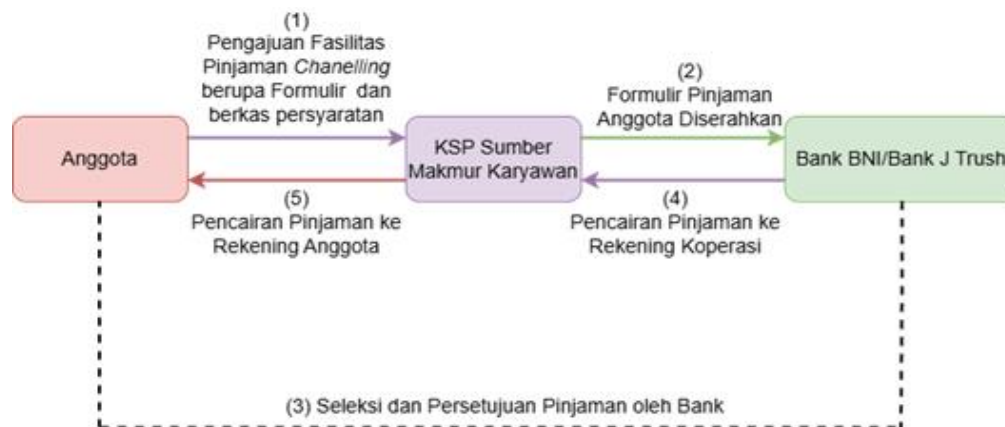 (1)
Pengajuan Fasilitas
Pinjaman Chanelling
berupa Formulir dan
berkas persyaratan
(2)
Formulir Pinjaman
Anggota Diserahkan
Anggota
KSP Sumber
Makmur Karyawan
Bank BNI/Bank J Trush
(5)
Pencairan Pinjaman ke
Rekening Anggota
(4)
Pencairan Pinjaman ke
Rekening Koperasi
(3) Seleksi dan Persetujuan Pinjaman oleh Bank